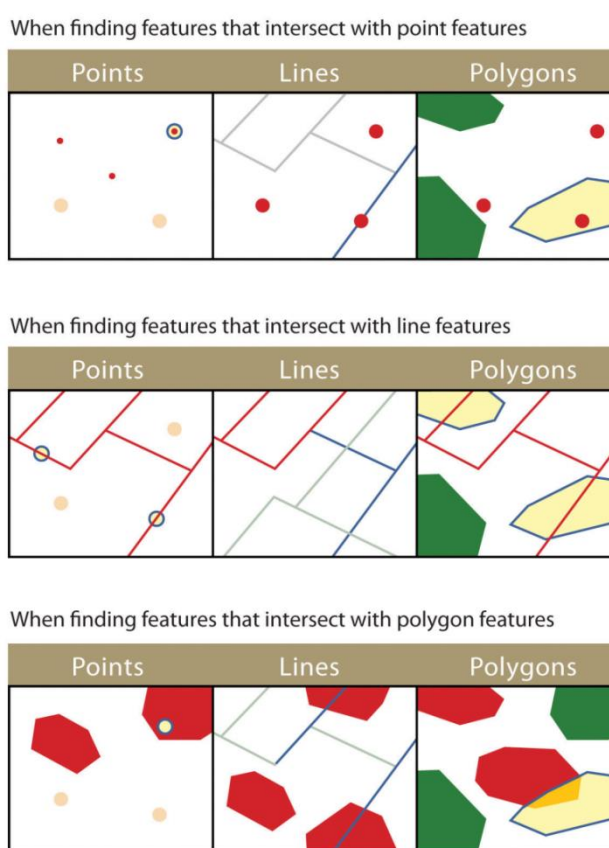 When finding features that intersect with point features
Points Lines Polygons
When finding features that intersect with line features
Points Lines Polygons
When finding features that intersect with polygon features
Points Lines Polygons